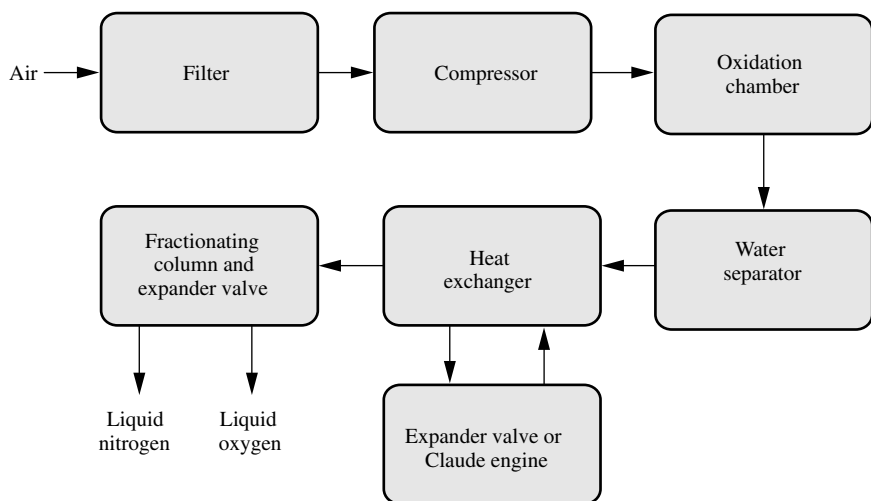 Air
Filter
Compressor
Oxidation
chamber
Fractionating
column and
expander valve
Heat
exchanger
Water
separator
Liquid
nitrogen
Liquid
oxygen
Expander valve or
Claude engine